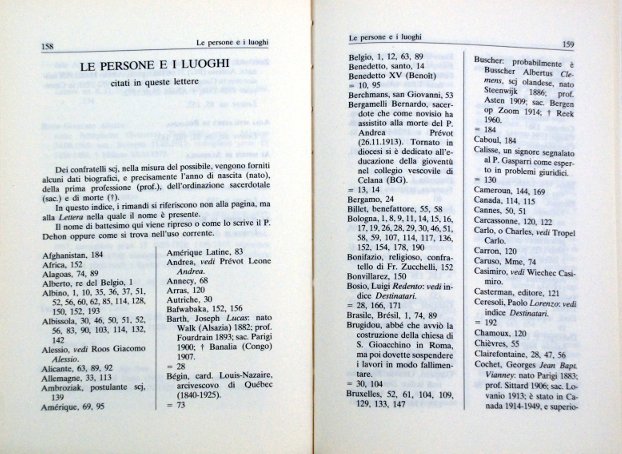 158
Le persone e i luoghi
LE PERSONE E I LUOGHI
citati in queste lettere
Dei confratelli scj, nella misura del possibile, vengono forniti
alcuni dati biografici, e precisamente l'anno di nascita (nato),
della prima professione (prof.), dell'ordinazione sacerdotale
(sac.) e di morte (†).
In questo indice, i rimandi si riferiscono non alla pagina, ma
alla Lettera nella quale il nome è presente.
Il nome di battesimo qui viene ripreso o come lo scrive il P.
Dehon oppure come si trova nell'uso corrente.
Afghanistan, 184
Africa, 152
Alagoas, 74, 89
Alberto, re del Belgio, 1
Albino, 1, 10, 35, 36, 37, 51,
52, 56, 60, 62, 85, 114, 128,
150, 152, 193
Albissola, 30, 46, 50, 51, 52,
56, 83, 90, 103, 114, 132,
142
Alessio, vedi Roos Giacomo
Alessio.
Alicante, 63, 89, 92
Allemagne, 33, 113
Ambroziak, postulante scj,
139
Amérique, 69, 95
Amérique Latine, 83
Andrea, vedi Prévot Leone
Andrea.
Annecy, 68
Arras, 120
Autriche, 30
Bafwabaka, 152, 156
Barth, Joseph Lucas: nato
Walk (Alsazia) 1882; prof.
Fourdrain 1893; sac. Parigi
1900; † Banalia (Congo)
1907.
= 28
Bégin, card. Louis-Nazaire,
arcivescovo di Québec
(1840-1925).
= 73
Le persone e i luoghi
159
Belgio, 1, 12, 63, 89
Benedetto, santo, 14
Benedetto XV (Benoît)
= 10, 95
Berchmans, san Giovanni, 53
Bergamelli Bernardo, sacer-
dote che come novisio ha
assistito alla morte del P.
Andrea Prévot
(26.11.1913). Tornato in
diocesi si è dedicato all'e-
ducazione della gioventù
nel collegio vescovile di
Celana (BG).
= 13, 14
Bergamo, 24
Billet, benefattore, 55, 58
Bologna, 1, 8, 9, 11, 14, 15, 16,
17, 19, 26, 28, 29, 30, 46, 51,
58, 59, 107, 114, 117, 136,
152, 154, 178, 190
Bonifazio, religioso, confra-
tello di Fr. Zucchelli, 152
Bonvillarez, 150
Bosio, Luigi Redento: vedi in-
dice Destinatari.
= 28, 166, 171
Brasile, Brésil, 1, 74, 89
Brugidou, abbé che avviò la
costruzione della chiesa di
S. Gioacchino in Roma,
ma poi dovette sospendere
i lavori in modo fallimen-
tare.
= 30, 104
Bruxelles, 52, 61, 104, 109,
129, 133, 147
Buscher: probabilmente è
Busscher Albertus Cle-
mens, scj olandese, nato
Steenwijk 1886; prof.
Asten 1909; sac. Bergen
op Zoom 1914; † Reek
1960.
= 184
Caboul, 184
Calisse, un signore segnalato
al P. Gasparri come esper-
to in problemi giuridici.
= 130
Cameroun, 144, 169
Canada, 114, 115
Cannes, 50, 51
Carcassonne, 120, 122
Carlo, o Charles, vedi Tropel
Carlo.
Carron, 120
Carusca, Mme, 74
Casimiro, vedi Wiechec Casi-
miro.
Casterman, editore, 121
Ceresoli, Paolo Lorenzo: vedi
indice Destinatari.
= 192
Chamoux, 120
Chièvres, 55
Clairefontaine, 28, 47, 56
Cochet, Georges Jean Bapt.
Vianney: nato Parigi 1883;
prof. Sittard 1906; sac. Lo-
vanio 1913; è stato in Ca-
nada 1914-1949, e superio-